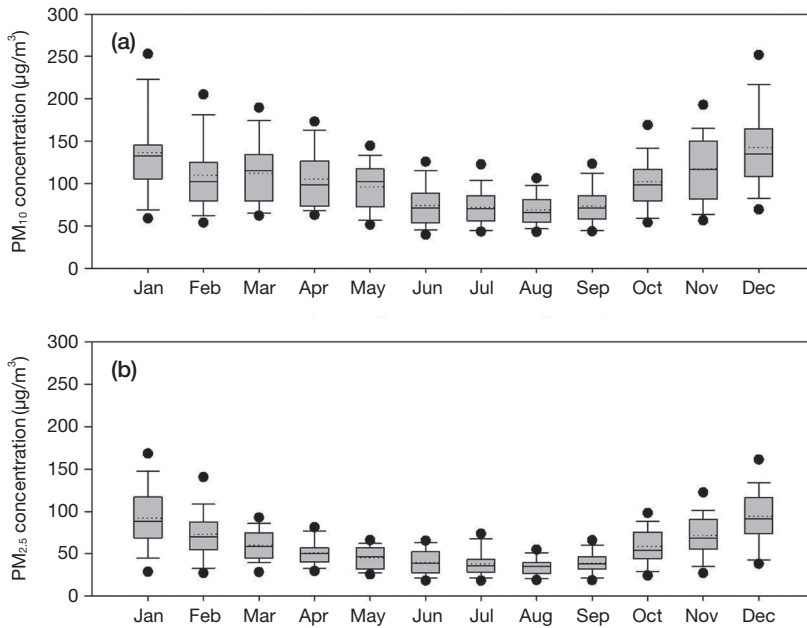 PM₁₀ concentration (µg/m³)
(a)
300
250
200
150
100
50
0
Jan Feb Mar Apr May Jun Jul Aug Sep Oct Nov Dec
PM₂.₅ concentration (µg/m³)
(b)
300
250
200
150
100
50
0
Jan Feb Mar Apr May Jun Jul Aug Sep Oct Nov Dec